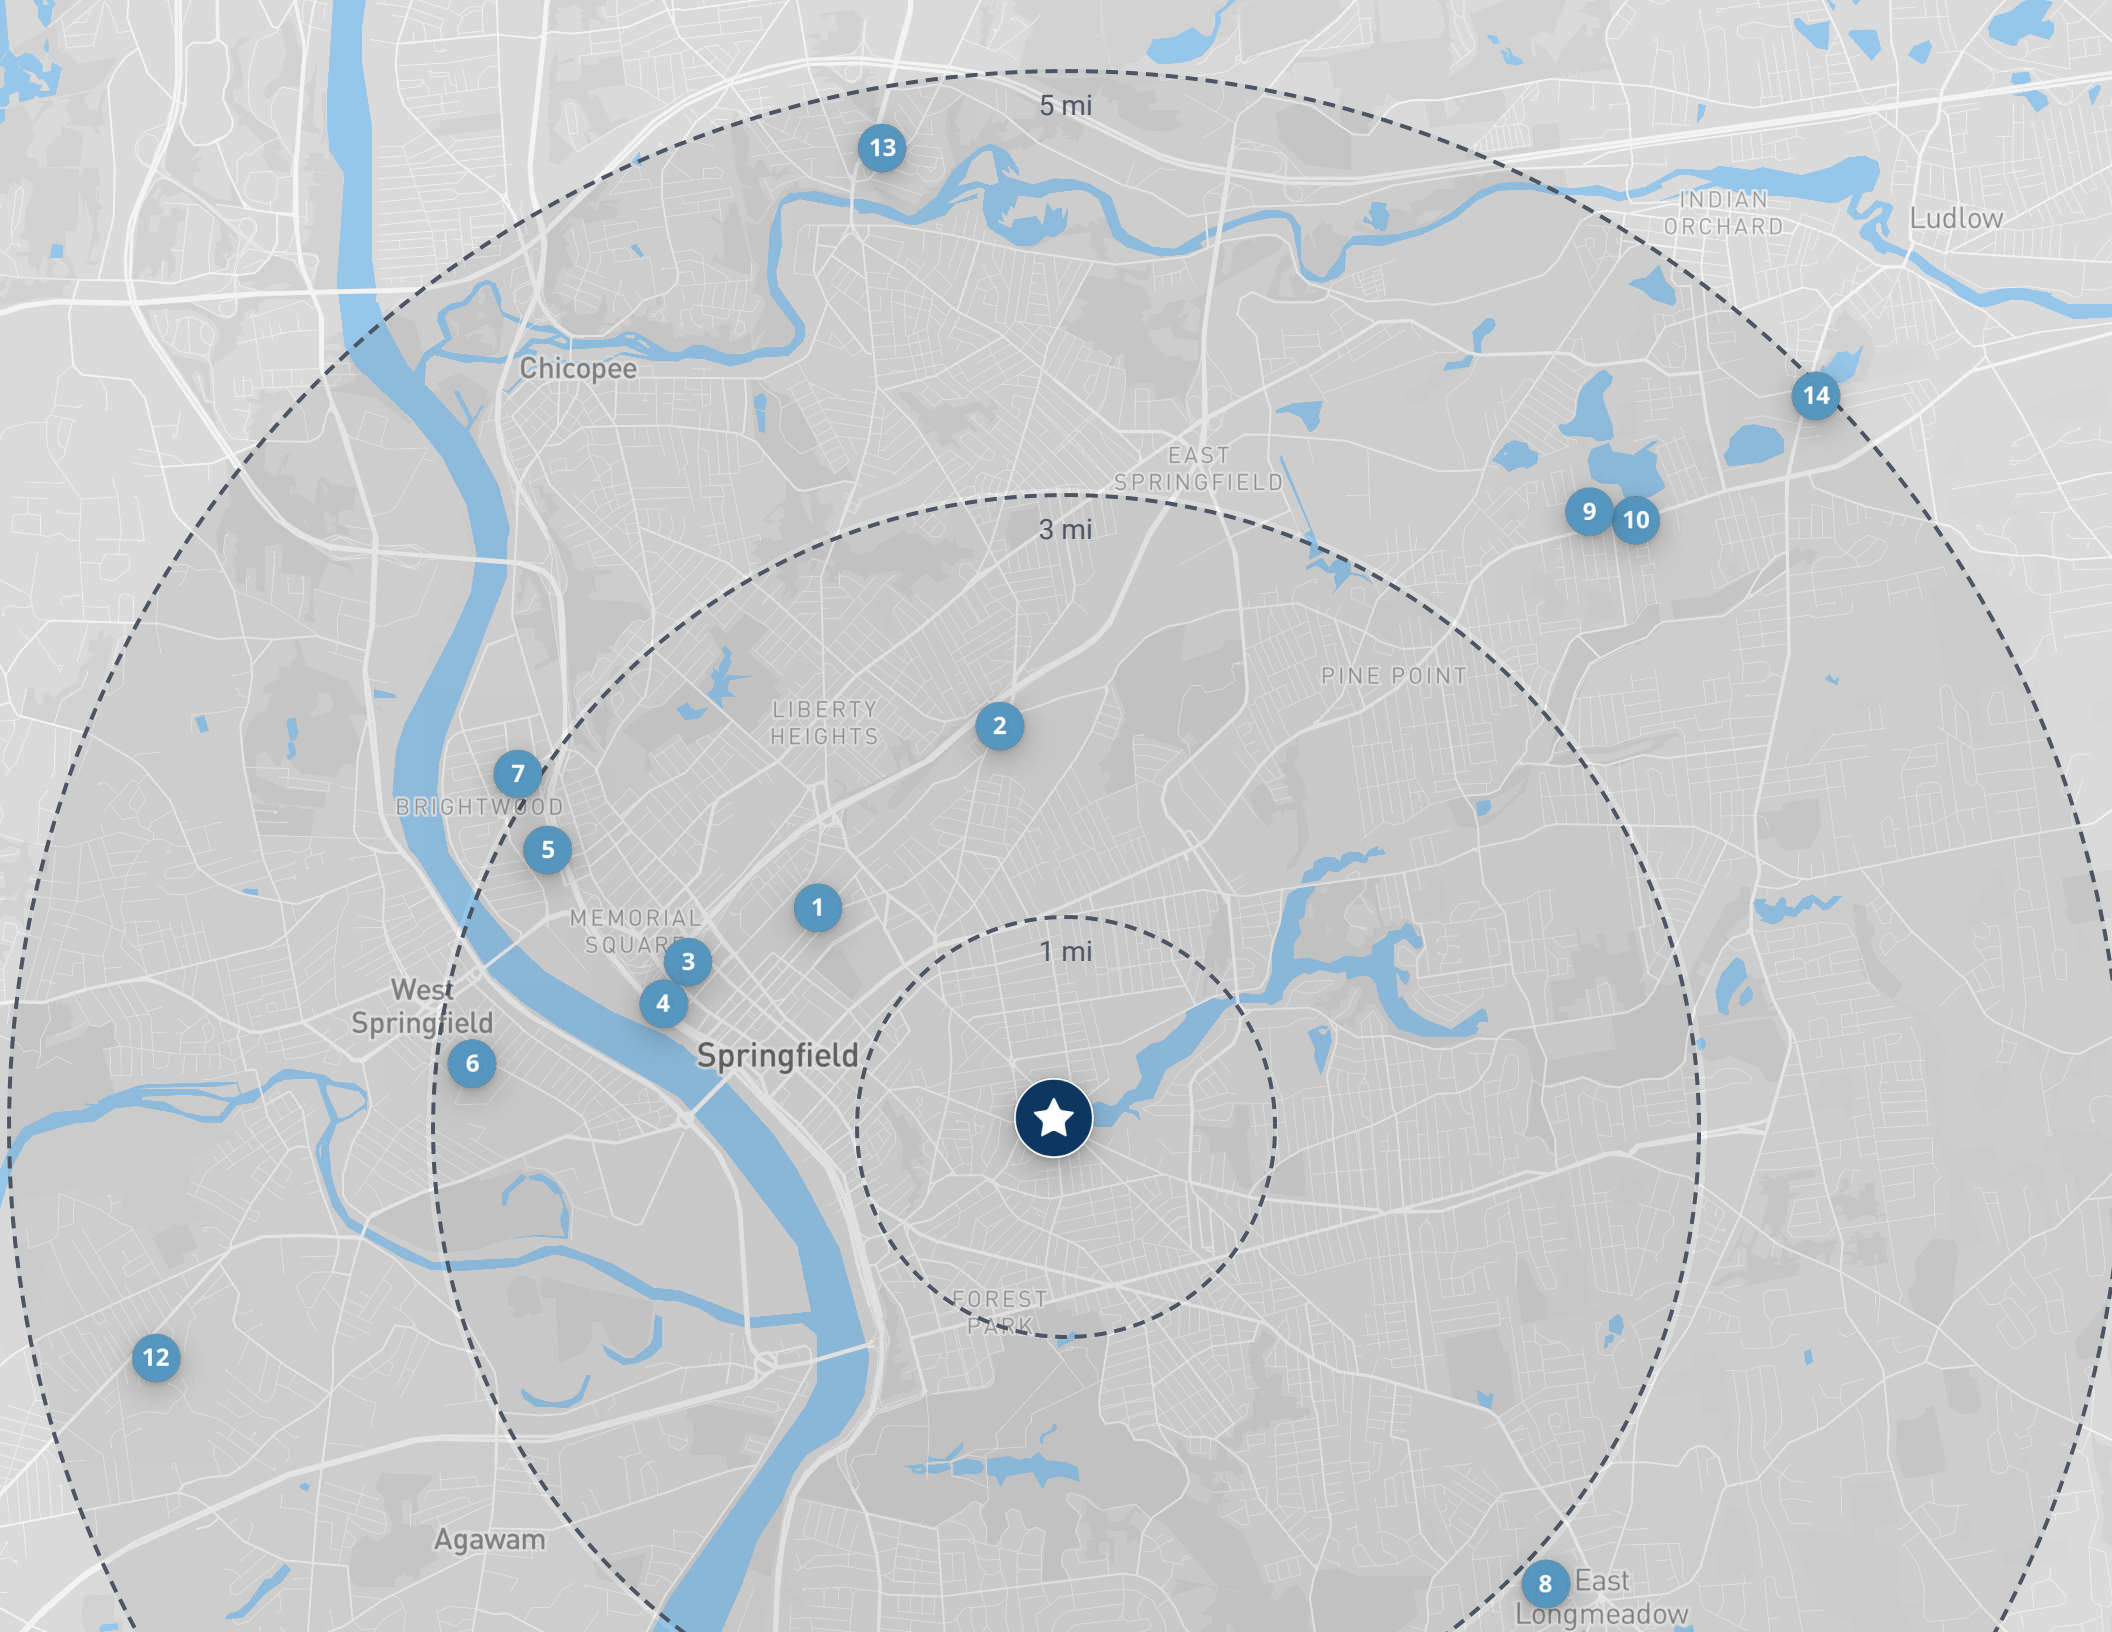 5 mi
13
INDIAN
ORCHARD
Ludlow
Chicopee
14
EAST
SPRINGFIELD
9
10
3 mi
PINE POINT
LIBERTY
HEIGHTS
2
7
BRIGHTWOOD
5
1
MEMORIAL
SQUARE
3
1 mi
4
West
Springfield
Springfield
6
FOREST
PARK
12
Agawam
8
East
Longmeadow